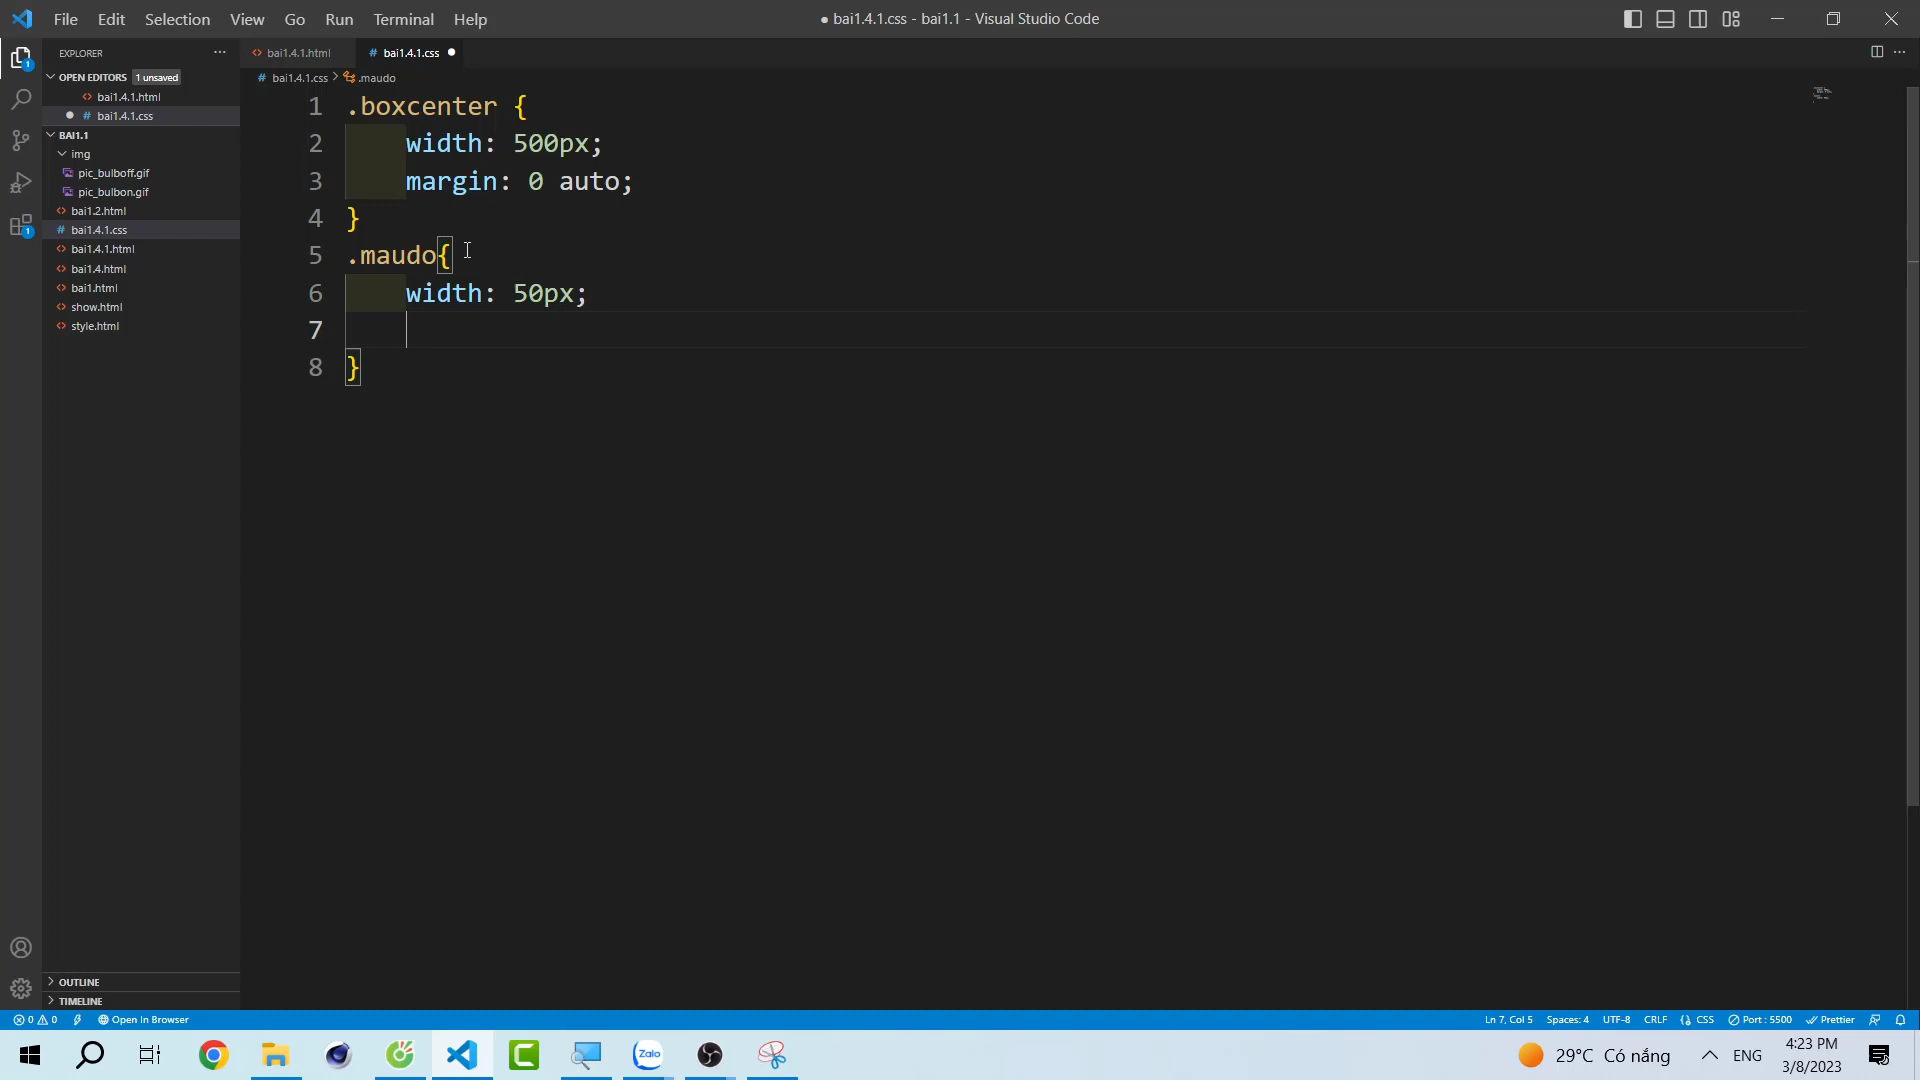 File Edit Selection View Go Run Terminal Help
● bai1.4.1.css - bai1.1 - Visual Studio Code
EXPLORER
OPEN EDITORS 1 unsaved
bai1.4.1.html
bai1.4.1.css
BAI1.1
img
pic_bulboff.gif
pic_bulbon.gif
bai1.2.html
bai1.4.1.css
bai1.4.1.html
bai1.4.html
bai1.html
show.html
style.html
OUTLINE
TIMELINE
bai1.4.1.html bai1.4.1.css
bai1.4.1.css > .maudo
1 .boxcenter {
2 width: 500px;
3 margin: 0 auto;
4 }
5 .maudo{
6 width: 50px;
7
8 }
0 0 Open In Browser
Ln 7, Col 5 Spaces: 4 UTF-8 CRLF {} CSS Port : 5500 Prettier
Zalo
29°C Có nắng ENG
4:23 PM
3/8/2023